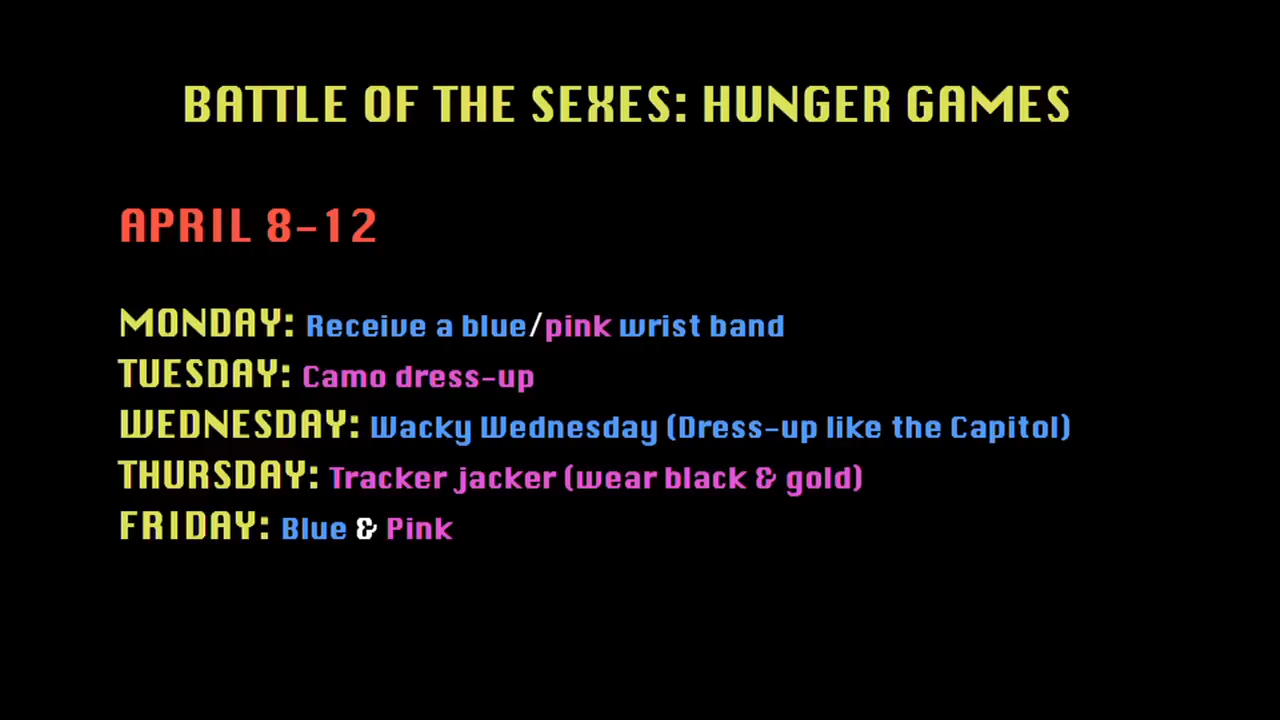 BATTLE OF THE SEXES: HUNGER GAMES
APRIL 8-12
MONDAY: Receive a blue/pink wrist band
TUESDAY: Camo dress-up
WEDNESDAY: Wacky Wednesday (Dress-up like the Capitol)
THURSDAY: Tracker jacker (wear black & gold)
FRIDAY: Blue & Pink